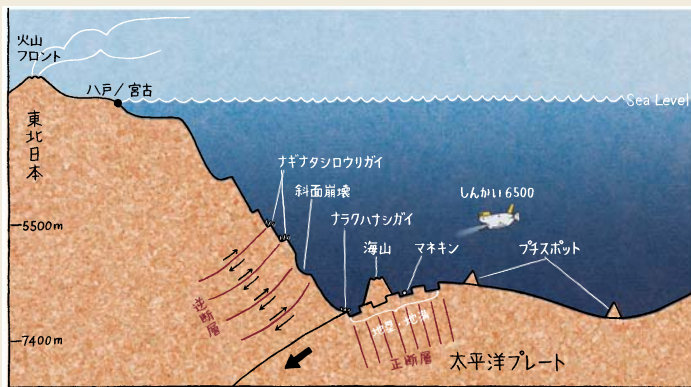 火山
フロント
八戸/宮古
Sea Level
東北日本
ナギナタシロウリガイ
斜面崩壊
しんかい6500
ナラクハナシガイ
5500m
海山
マネキン
プチスポット
逆断層
地塁 地溝
7400m
正断層
太平洋プレート